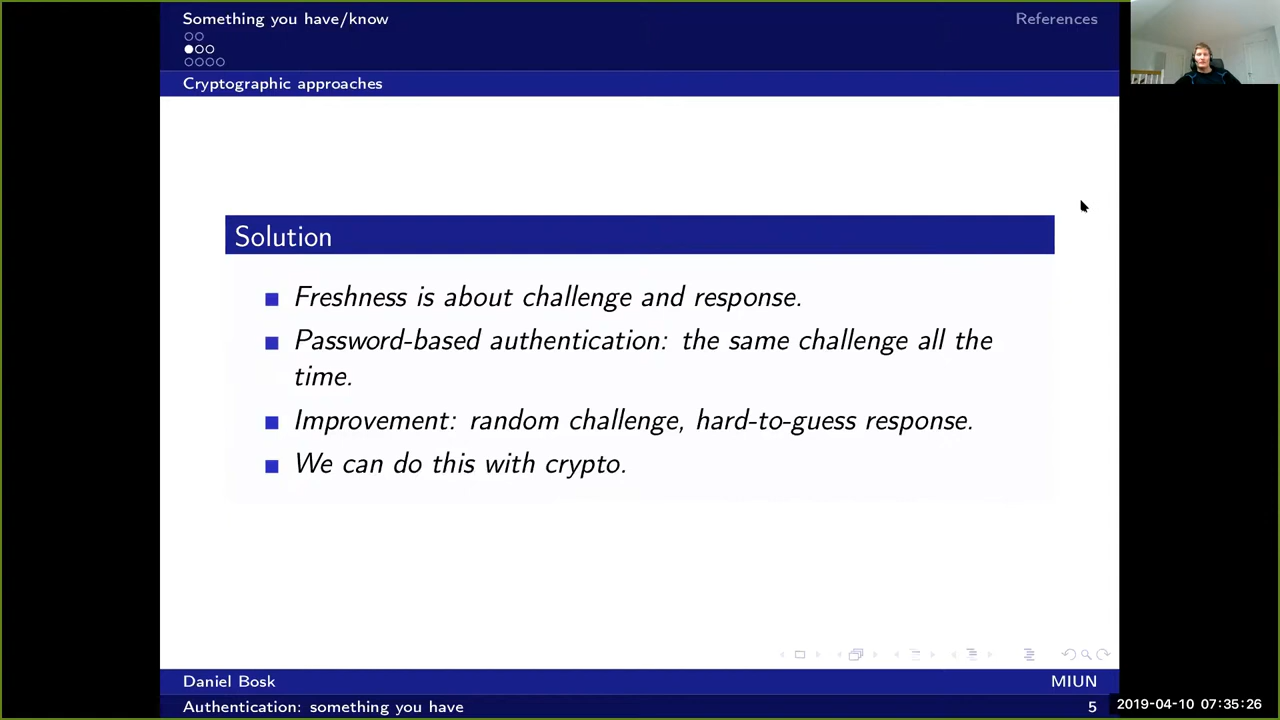 Something you have/know
References
Cryptographic approaches
Solution
Freshness is about challenge and response.
Password-based authentication: the same challenge all the
time.
Improvement: random challenge, hard-to-guess response.
We can do this with crypto.
Daniel Bosk
MIUN
Authentication: something you have
5
2019-04-10 07:35:26